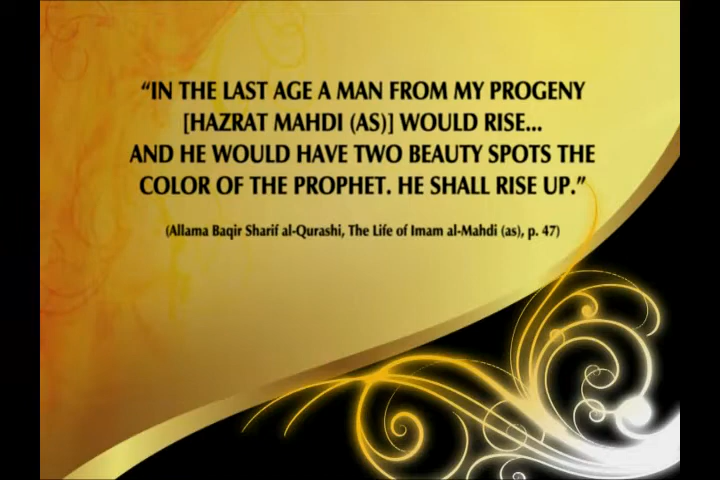 “IN THE LAST AGE A MAN FROM MY PROGENY
[HAZRAT MAHDI (AS)] WOULD RISE...
AND HE WOULD HAVE TWO BEAUTY SPOTS THE
COLOR OF THE PROPHET. HE SHALL RISE UP.”
(Allama Baqir Sharif al-Qurashi, The Life of Imam al-Mahdi (as), p. 47)